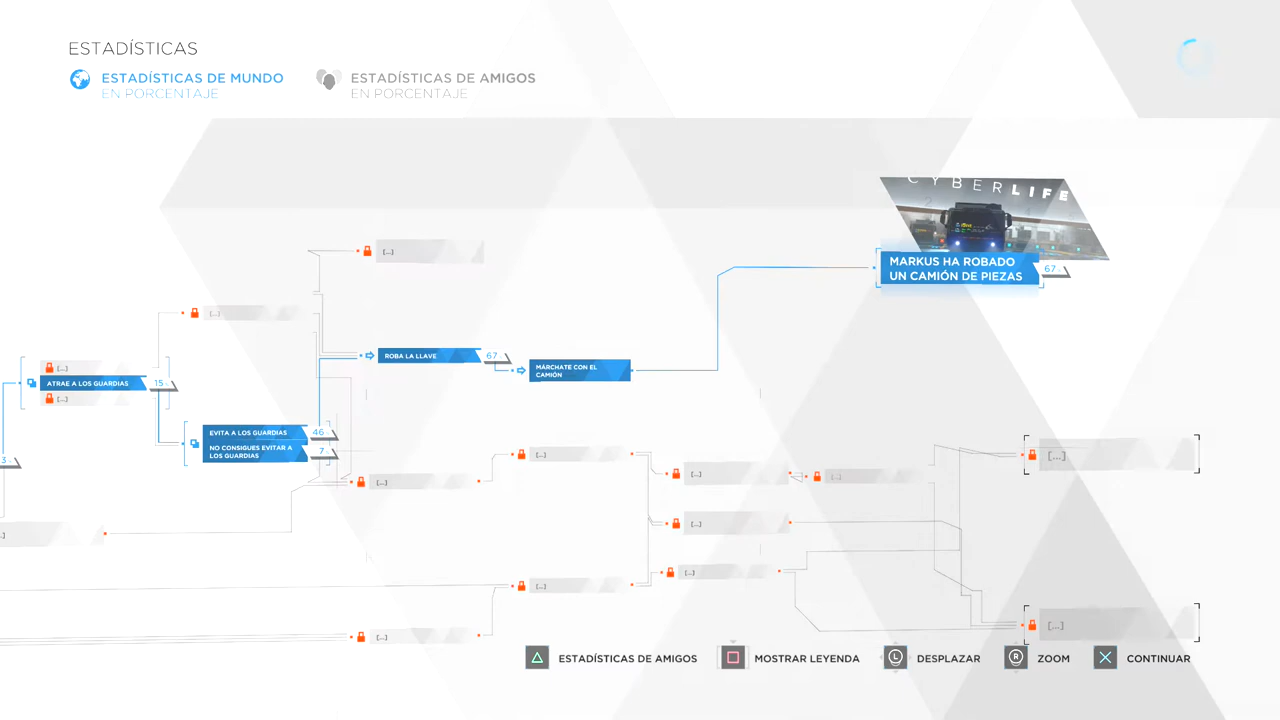 ESTADÍSTICAS
ESTADÍSTICAS DE MUNDO
EN PORCENTAJE
ESTADÍSTICAS DE AMIGOS
EN PORCENTAJE
CYBERLIFE
MARKUS HA ROBADO
UN CAMIÓN DE PIEZAS
67
[...]
[...]
ROBA LA LLAVE
67
MÁRCHATE CON EL
CAMIÓN
[...]
ATRAE A LOS GUARDIAS
15
[...]
EVITA A LOS GUARDIAS
46
NO CONSIGUES EVITAR A
LOS GUARDIAS
7
3
[...]
[...]
[...]
[...]
[...]
[...]
[...]
[...]
[...]
[...]
[...]
ESTADÍSTICAS DE AMIGOS
MOSTRAR LEYENDA
L
DESPLAZAR
R
ZOOM
CONTINUAR